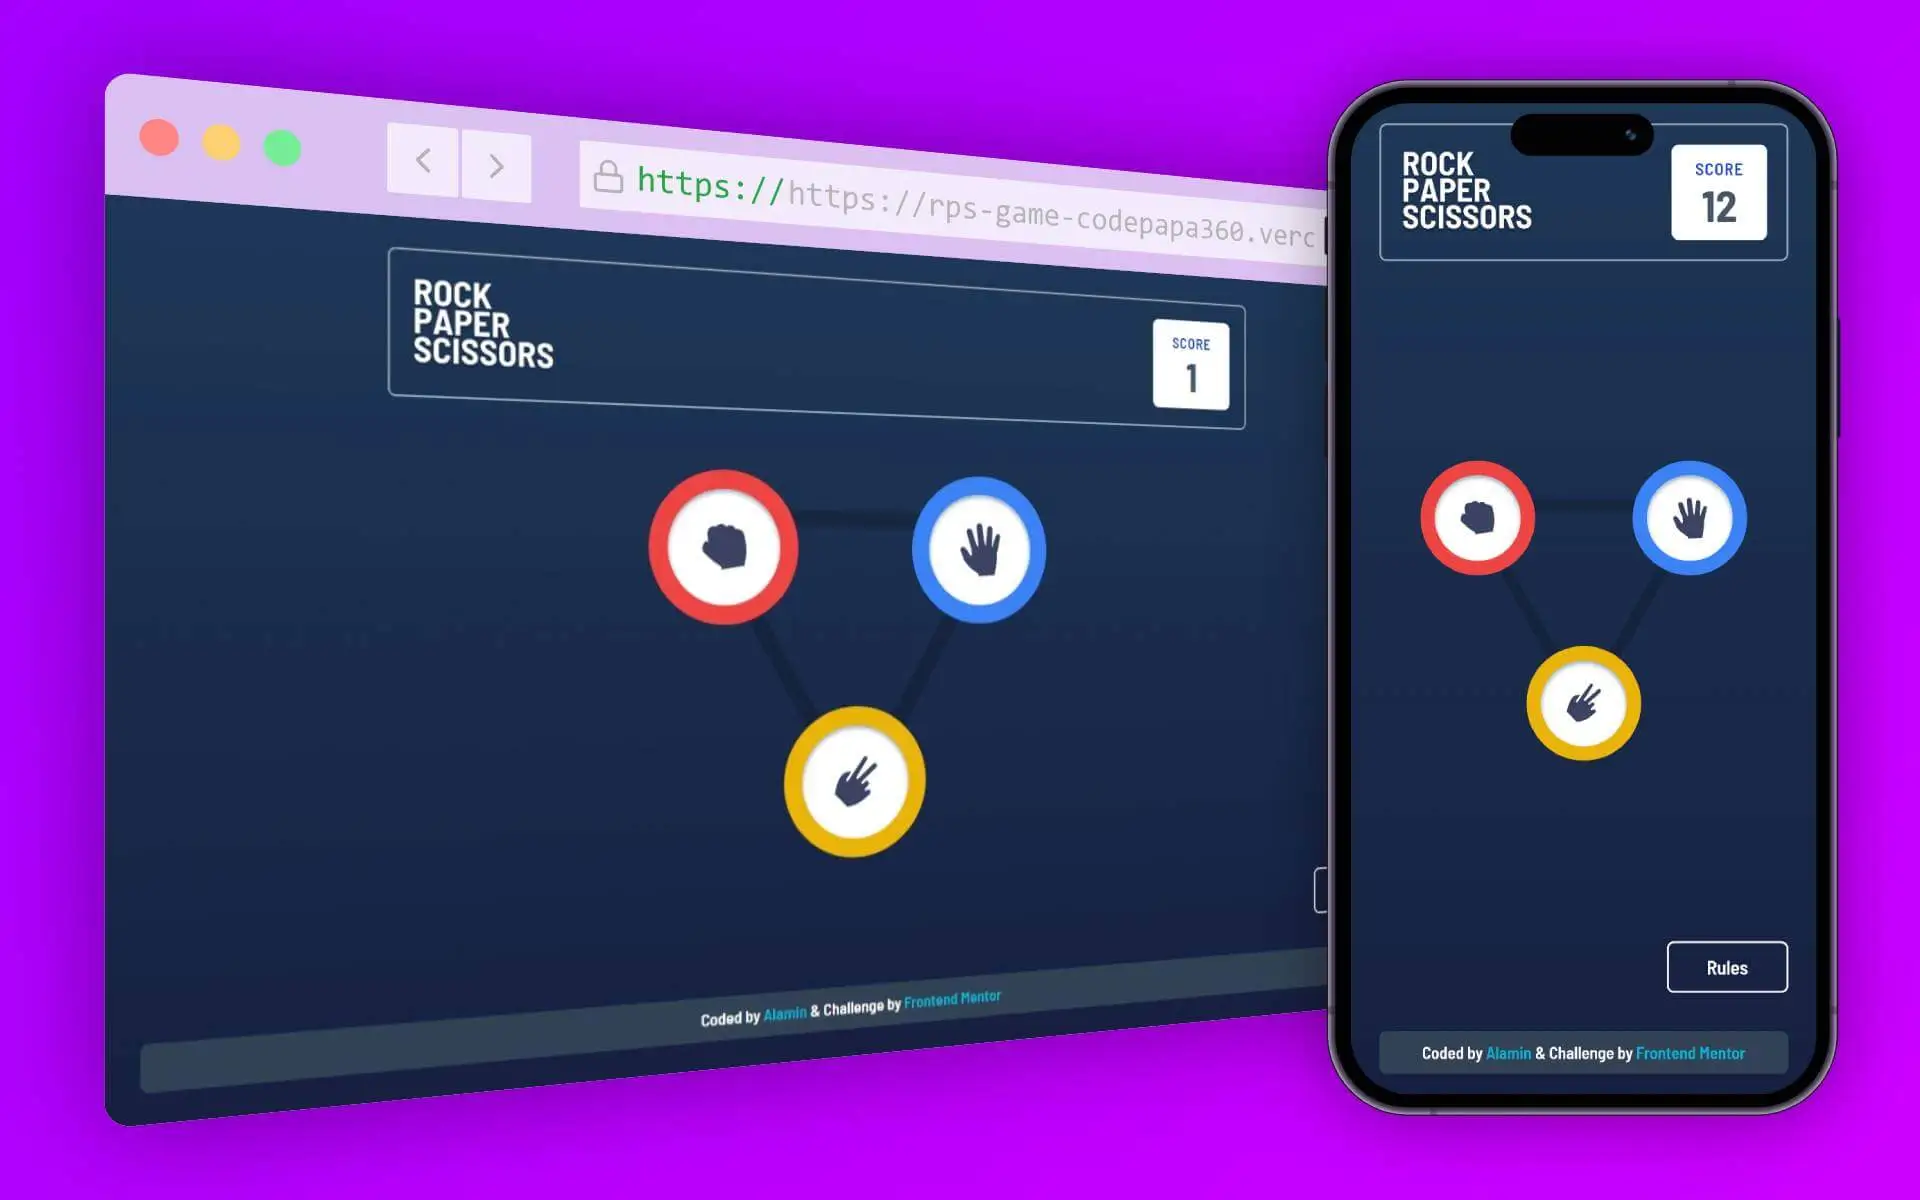 https://https://rps-game-codepapa360.verc
ROCK
PAPER
SCISSORS
SCORE
1
Coded by Alamin & Challenge by Frontend Mentor
ROCK
PAPER
SCISSORS
SCORE
12
Rules
Coded by Alamin & Challenge by Frontend Mentor